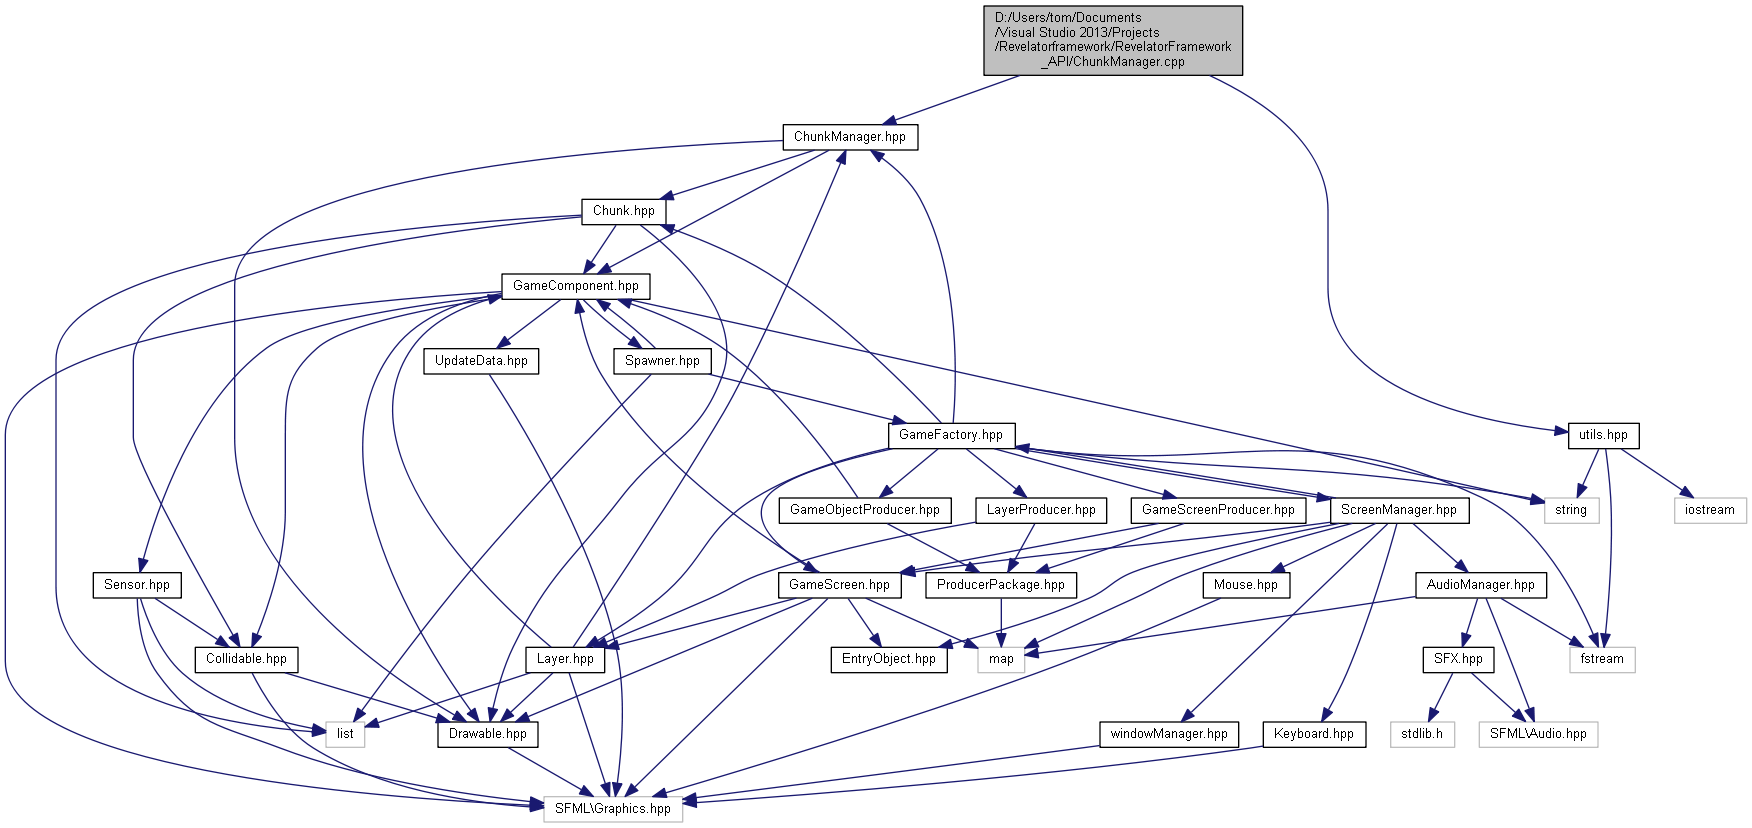 D:/Users/tom/Documents
/Visual Studio 2013/Projects
/Revelatorframework/RevelatorFramework
_API/ChunkManager.cpp
ChunkManager.hpp
Chunk.hpp
GameComponent.hpp
UpdateData.hpp
Spawner.hpp
GameFactory.hpp
utils.hpp
GameObjectProducer.hpp
LayerProducer.hpp
GameScreenProducer.hpp
ScreenManager.hpp
string
iostream
Sensor.hpp
GameScreen.hpp
ProducerPackage.hpp
Mouse.hpp
AudioManager.hpp
Collidable.hpp
Layer.hpp
EntryObject.hpp
map
SFX.hpp
fstream
list
Drawable.hpp
windowManager.hpp
Keyboard.hpp
stdlib.h
SFML\Audio.hpp
SFML\Graphics.hpp